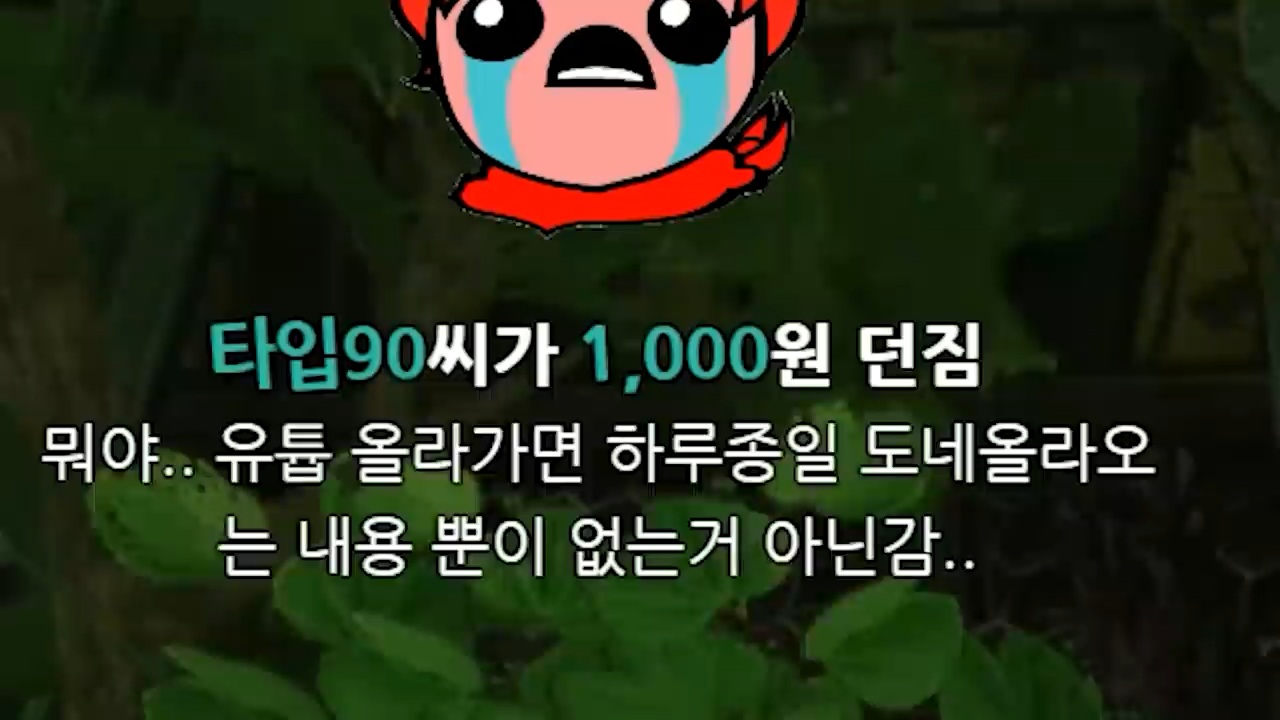 타입90씨가 1,000원 던짐
뭐야.. 유튭 올라가면 하루종일 도네올라오
는 내용 뿐이 없는거 아닌감..